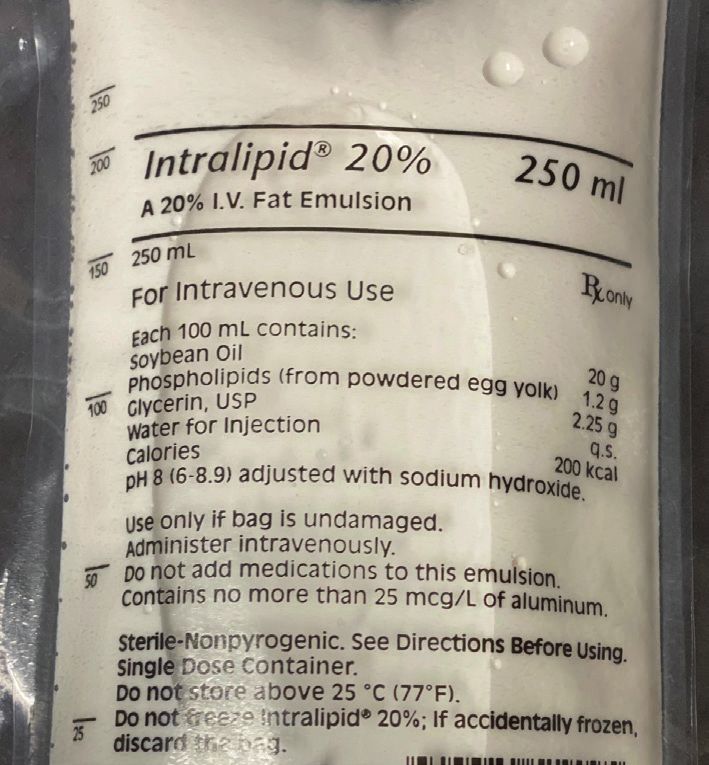 250
200
Intralipid® 20% 250 ml
A 20% I.V. Fat Emulsion
250 mL
150
For Intravenous Use
Rx only
Each 100 mL contains:
Soybean Oil 20 g
Phospholipids (from powdered egg yolk) 1.2 g
100
Glycerin, USP 2.25 g
Water for Injection q.s.
Calories 200 kcal
pH 8 (6-8.9) adjusted with sodium hydroxide.
Use only if bag is undamaged.
Administer intravenously.
50
Do not add medications to this emulsion.
Contains no more than 25 mcg/L of aluminum.
Sterile-Nonpyrogenic. See Directions Before Using.
Single Dose Container.
Do not store above 25 °C (77°F).
25
Do not freeze Intralipid® 20%; If accidentally frozen,
discard the bag.